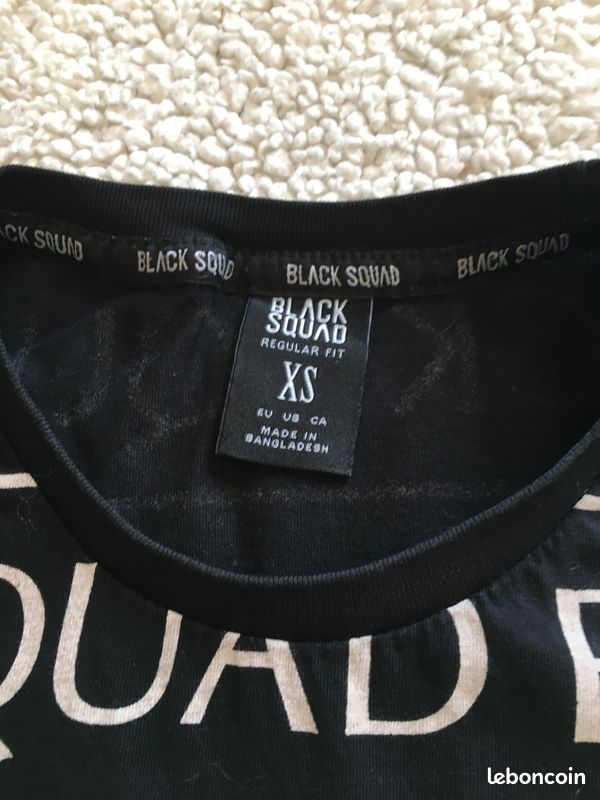 ACK SQUAD BLACK SQUAD BLACK SQUAD BLACK SQUAD
BLACK
SQUAD
REGULAR FIT
XS
EU US CA
MADE IN
BANGLADESH
QUAD
leboncoin